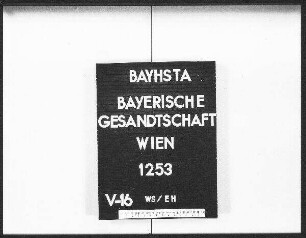 BAYHSTA
BAYERISCHE
GESANDTSCHAFT
WIEN
1253
V-16 WS/EH